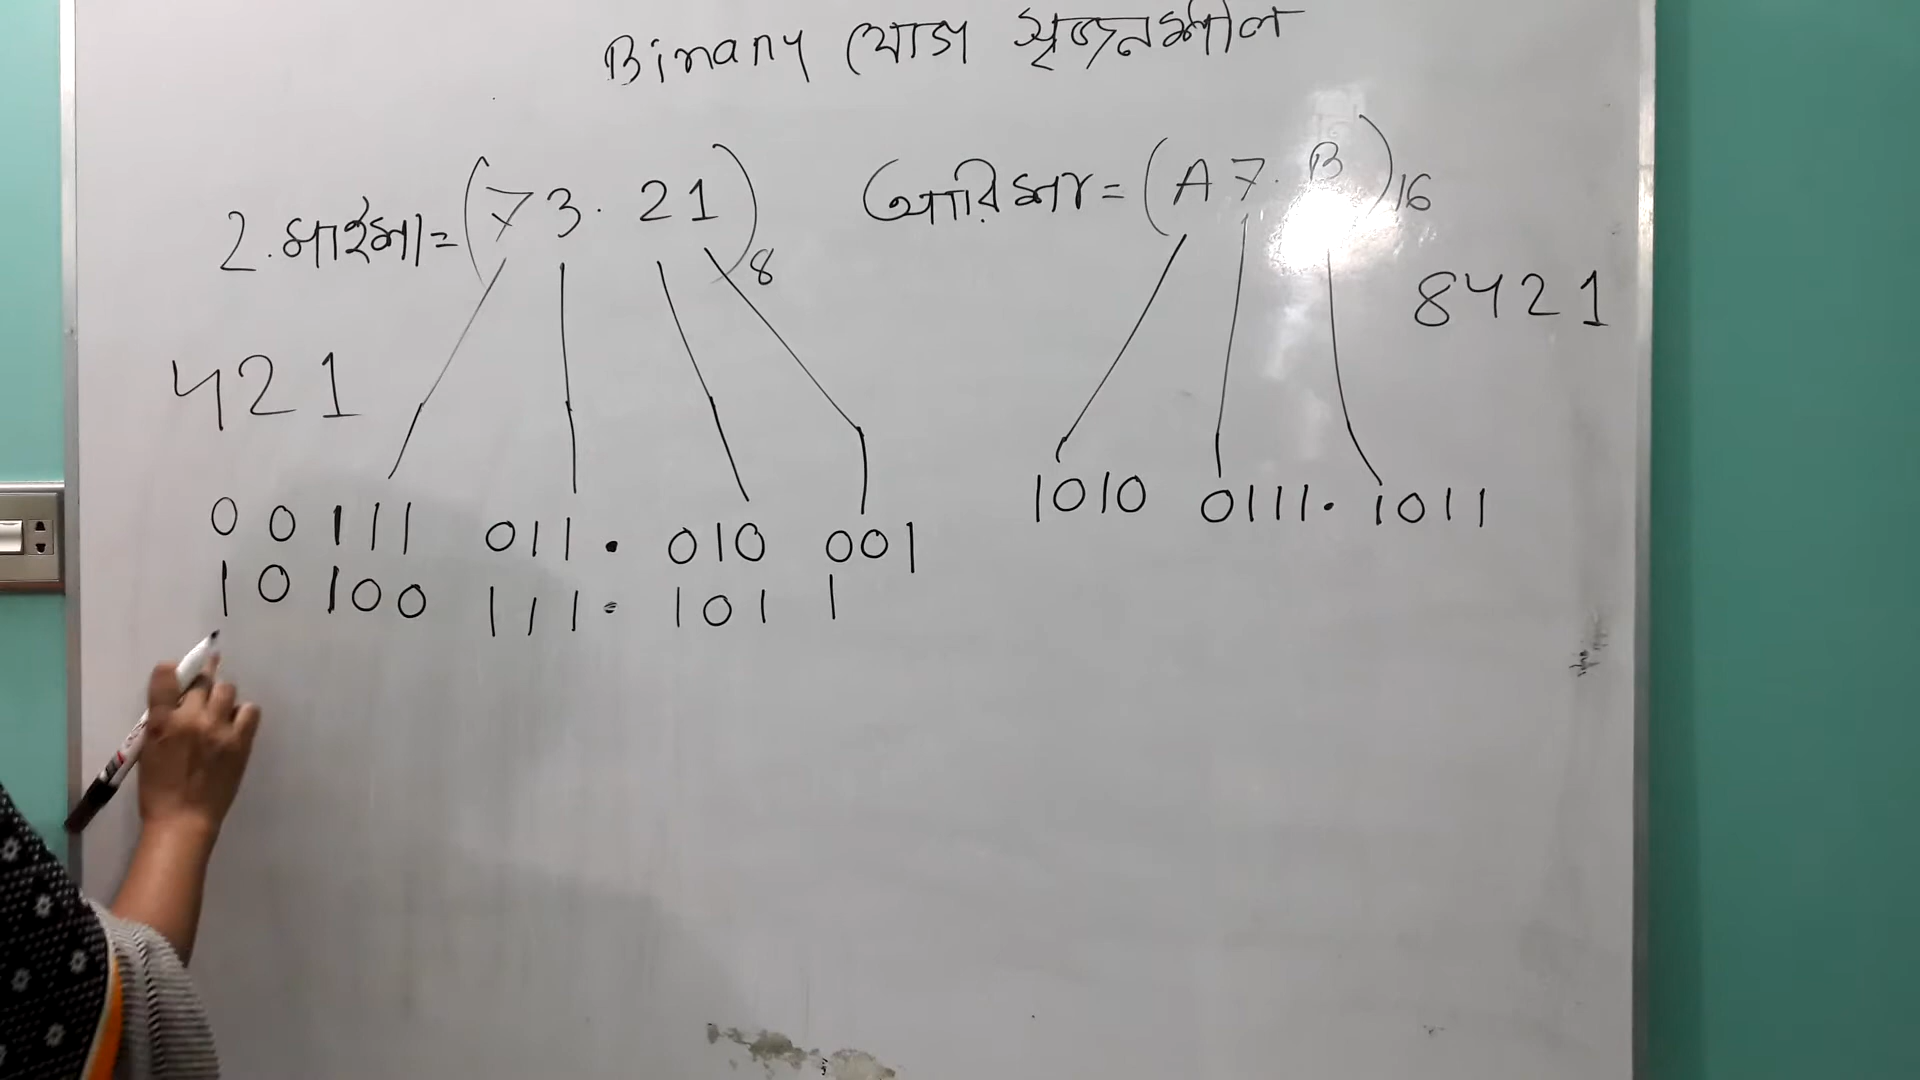 Binary যোগ সৃজনশীল
2. মাইশা = (73.21)8
আরিশার = (A7.B)16
8421
421
00111 011.010 001
1010 0111.1011
10100 111.101 1